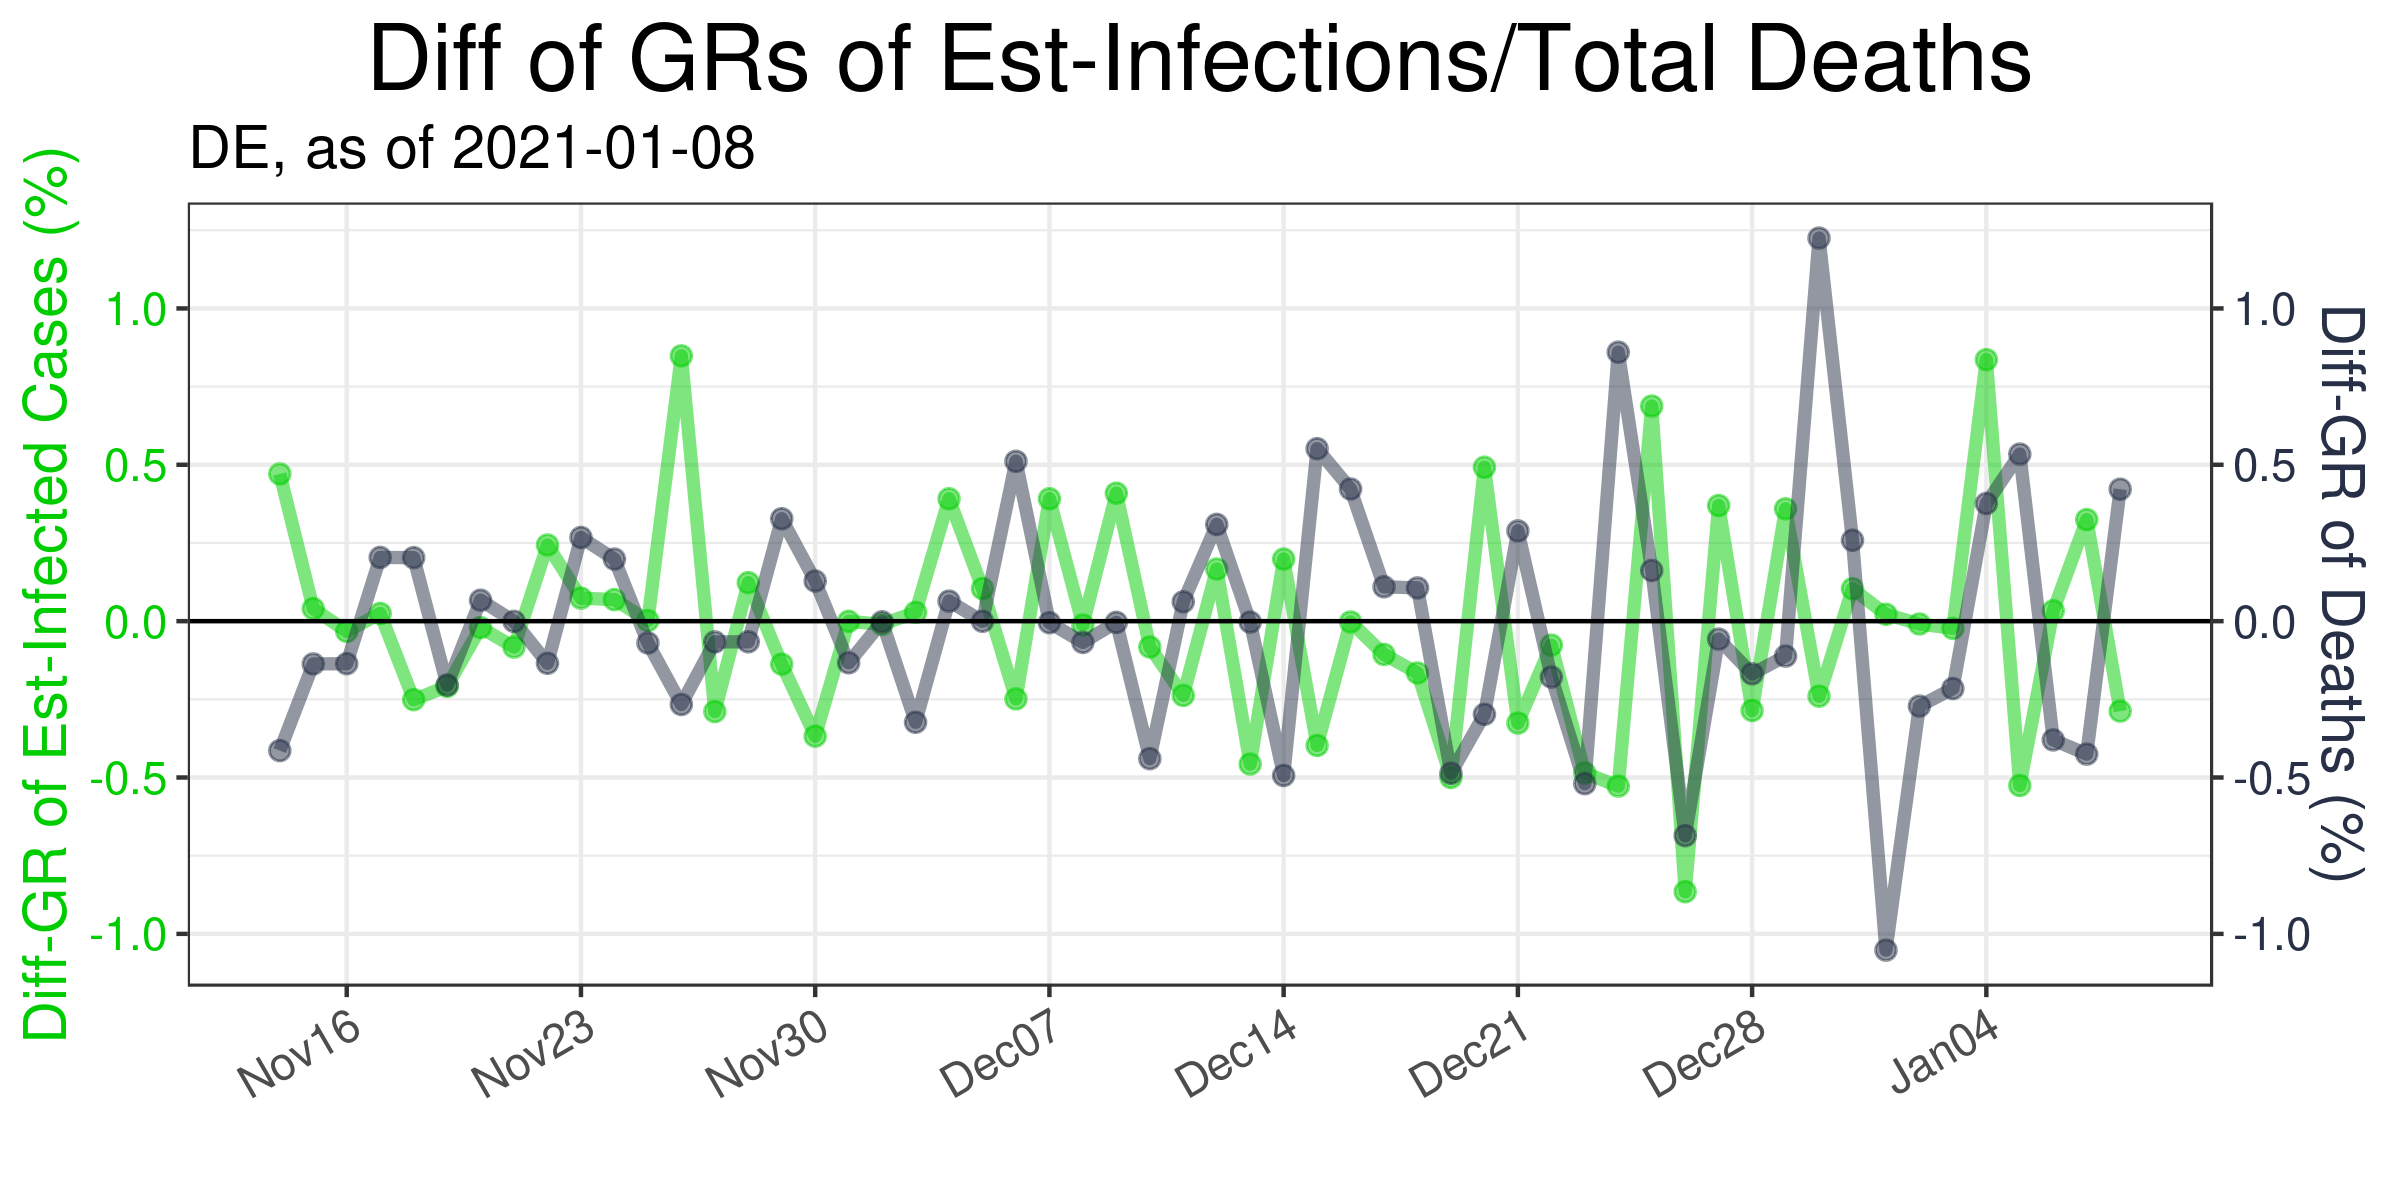 Diff of GRs of Est-Infections/Total Deaths
DE, as of 2021-01-08
Diff-GR of Est-Infected Cases (%)
1.0
0.5
0.0
-0.5
-1.0
1.0
0.5
0.0
-0.5
-1.0
Diff-GR of Deaths (%)
Nov16
Nov23
Nov30
Dec07
Dec14
Dec21
Dec28
Jan04